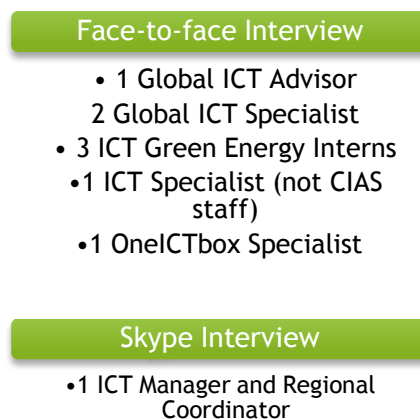 Face-to-face Interview
• 1 Global ICT Advisor
2 Global ICT Specialist
• 3 ICT Green Energy Interns
•1 ICT Specialist (not CIAS
staff)
•1 OneICTbox Specialist
Skype Interview
•1 ICT Manager and Regional
Coordinator